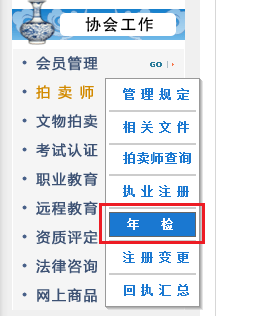 协会工作
会员管理 GO
拍 卖 师
文物拍卖
考试认证
职业教育
远程教育
资质评定
法律咨询
网上商品
管 理 规 定
相 关 文 件
拍卖师查询
执 业 注 册
年 检
注 册 变 更
回 执 汇 总